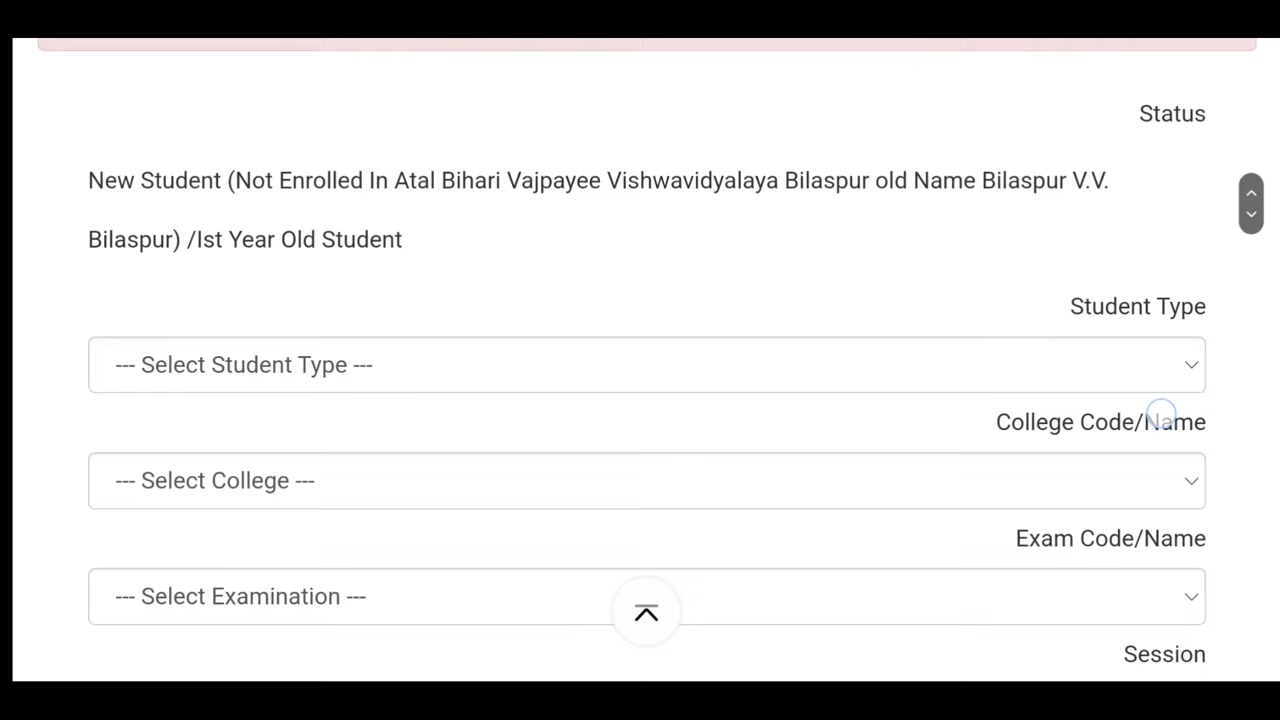 Status
New Student (Not Enrolled In Atal Bihari Vajpayee Vishwavidyalaya Bilaspur old Name Bilaspur V.V.
Bilaspur) /Ist Year Old Student
Student Type
--- Select Student Type ---
College Code/Name
--- Select College ---
Exam Code/Name
--- Select Examination ---
Session